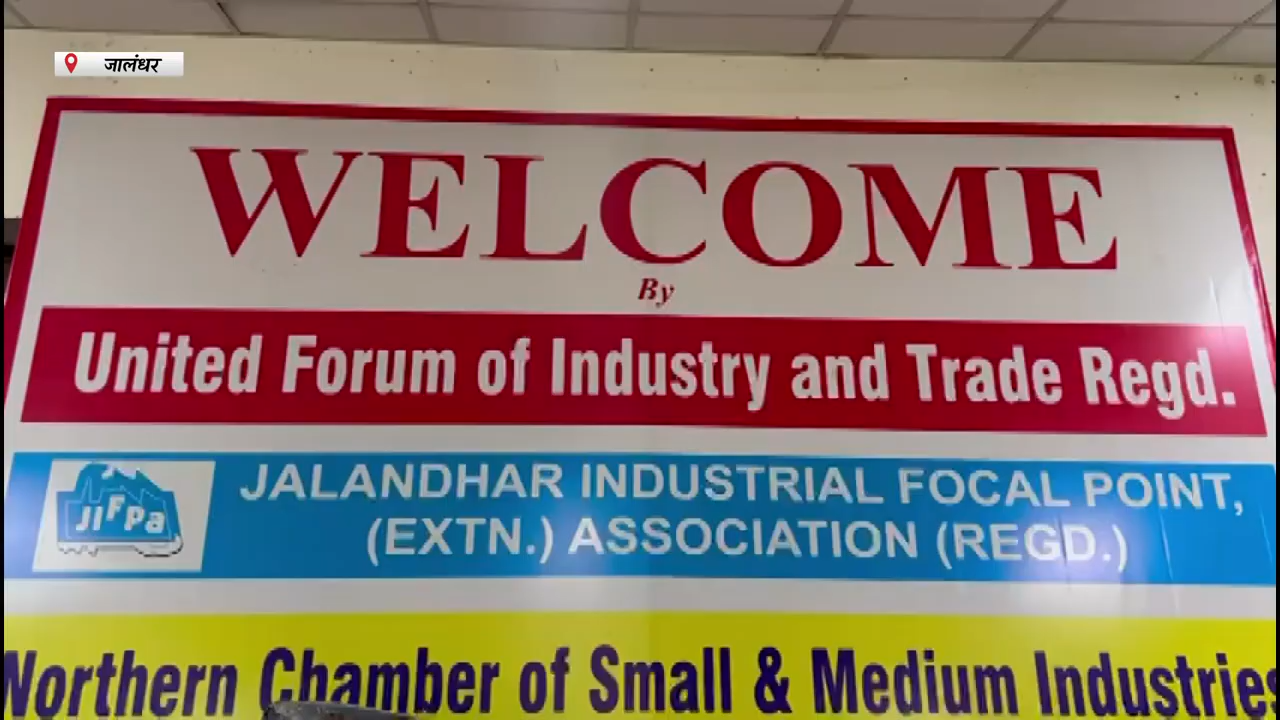 जालंधर
WELCOME
By
United Forum of Industry and Trade Regd.
JIFPa
JALANDHAR INDUSTRIAL FOCAL POINT,
(EXTN.) ASSOCIATION (REGD.)
Northern Chamber of Small & Medium Industries